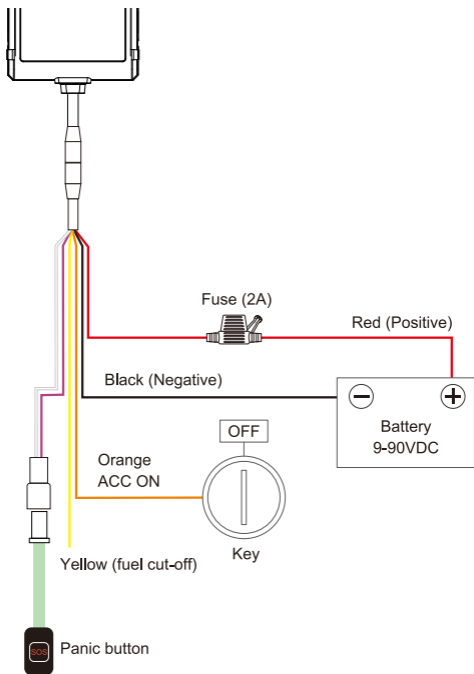 Fuse (2A)
Red (Positive)
Black (Negative)
Battery
9-90VDC
OFF
Orange
ACC ON
Key
Yellow (fuel cut-off)
SOS
Panic button